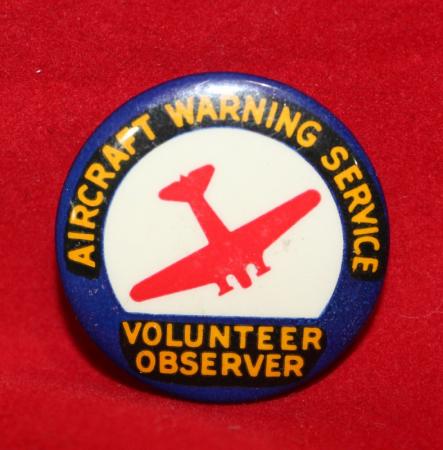 AIRCRAFT WARNING SERVICE
VOLUNTEER
OBSERVER